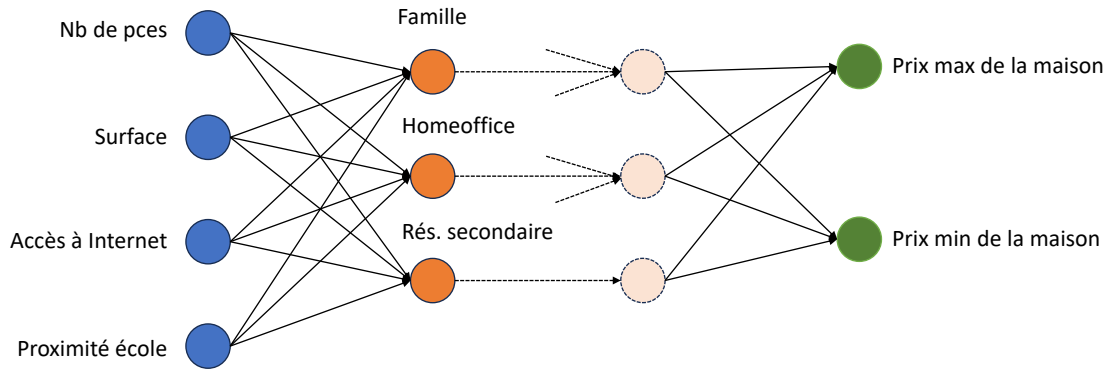 Nb de pces
Surface
Accès à Internet
Proximité école
Famille
Homeoffice
Rés. secondaire
Prix max de la maison
Prix min de la maison